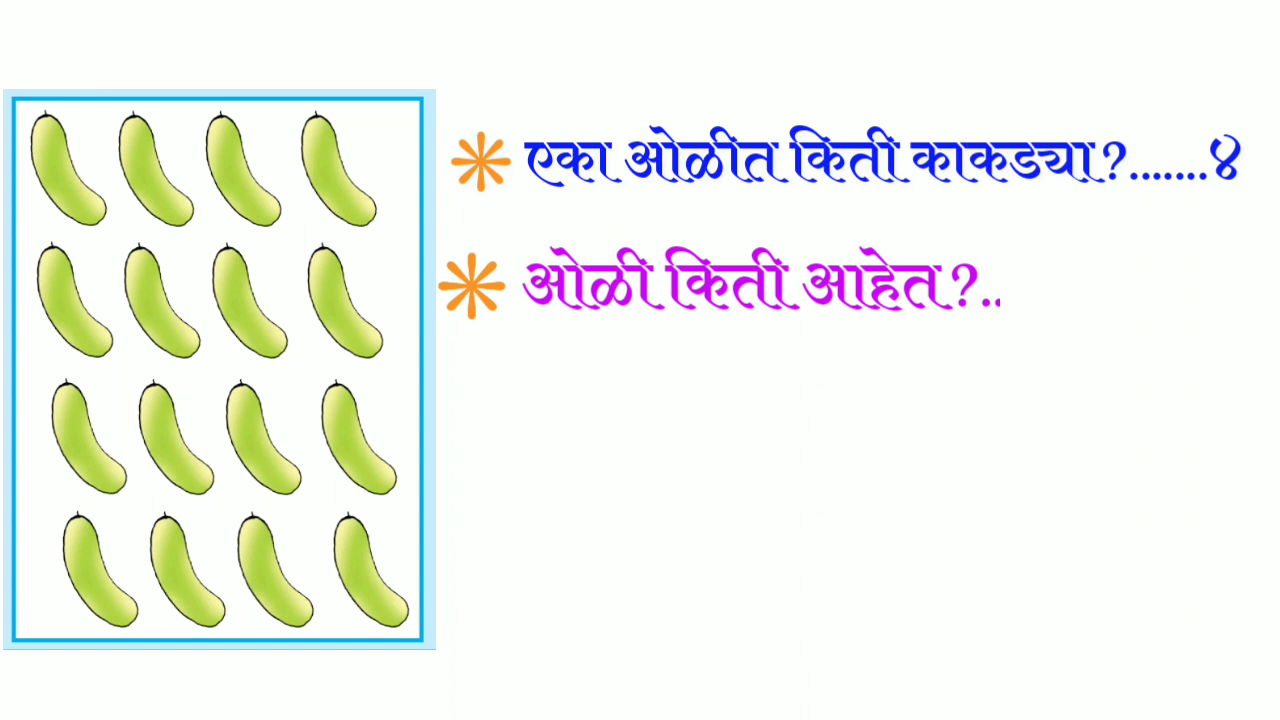 एका ओळीत किती काकड्या?.......४
ओळी किती आहेत?..